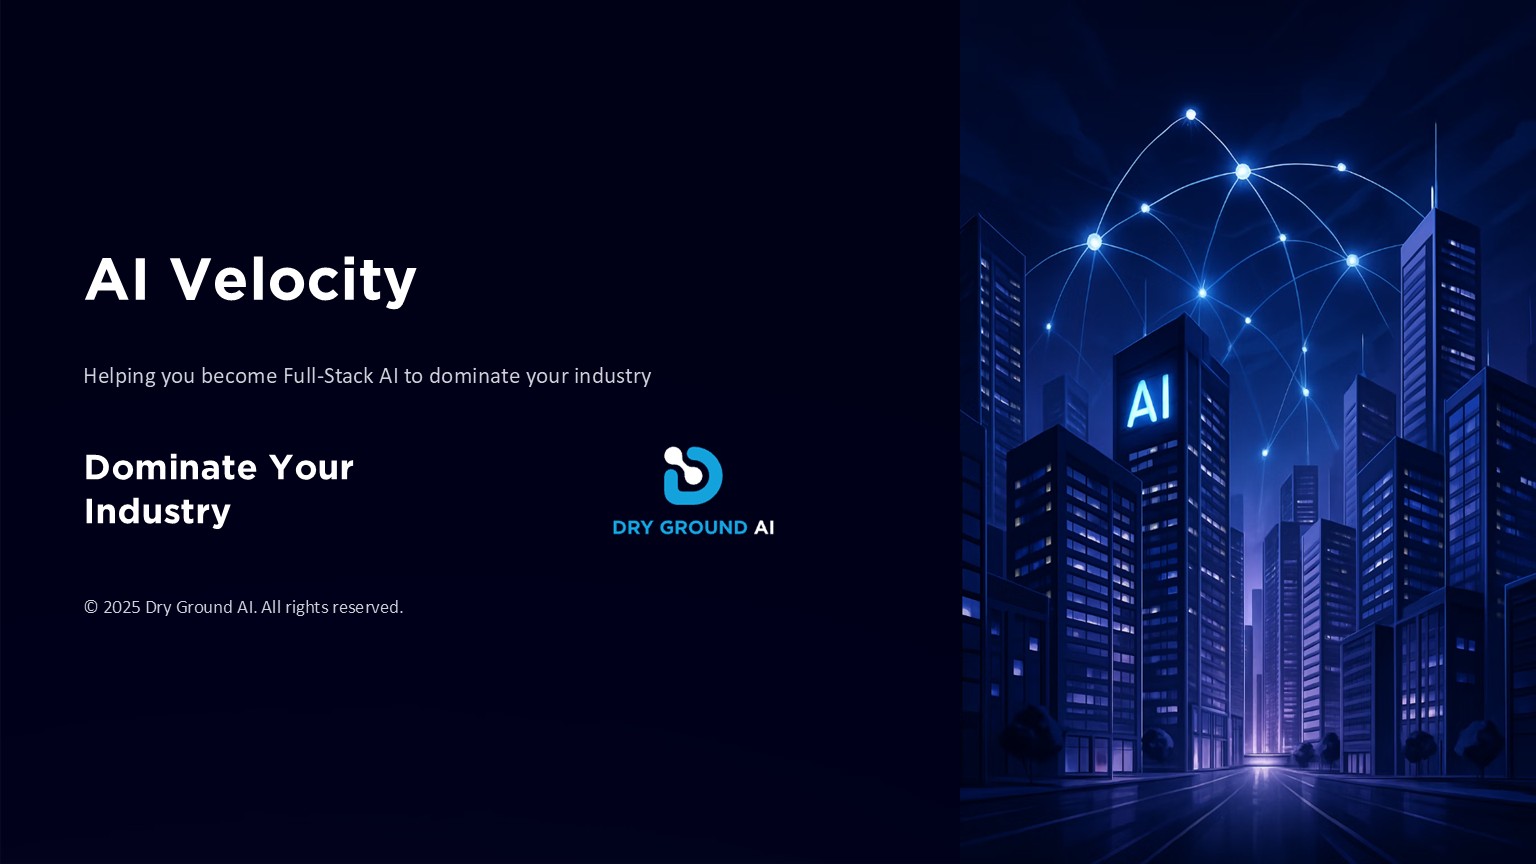 AI Velocity
Helping you become Full-Stack AI to dominate your industry
Dominate Your
Industry
DRY GROUND AI
© 2025 Dry Ground AI. All rights reserved.
AI